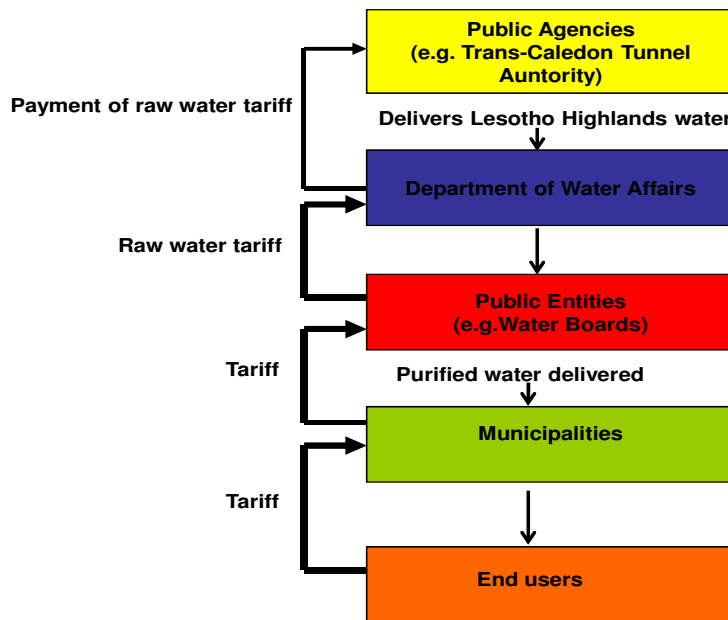 Public Agencies
(e.g. Trans-Caledon Tunnel
Auntority)
Payment of raw water tariff
Delivers Lesotho Highlands water
Department of Water Affairs
Raw water tariff
Public Entities
(e.g.Water Boards)
Tariff
Purified water delivered
Municipalities
Tariff
End users